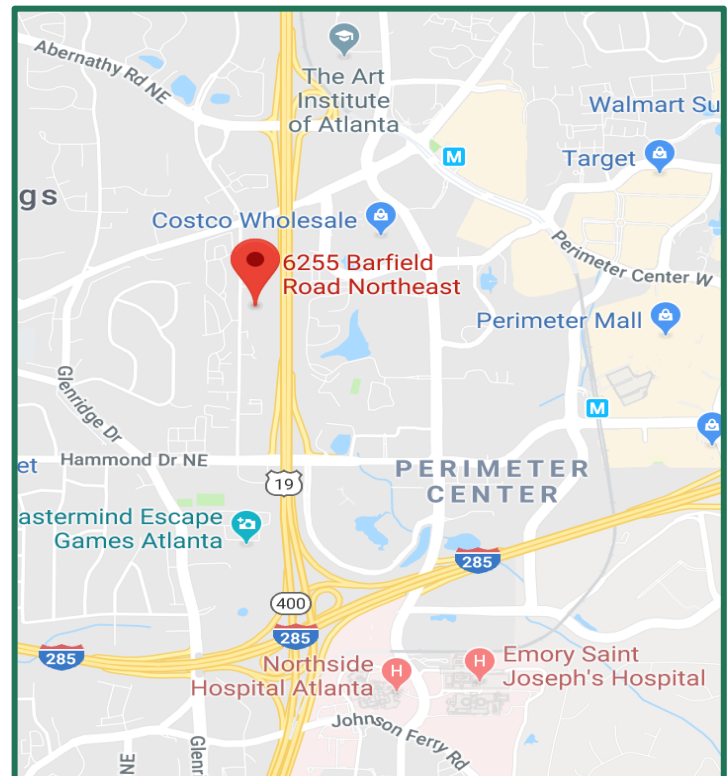 Abernathy Rd NE
The Art
Institute
of Atlanta
Walmart Su
M
Target
gs
Costco Wholesale
Perimeter Center W
6255 Barfield
Road Northeast
Perimeter Mall
Glenridge Dr
M
et
Hammond Dr NE
PERIMETER
CENTER
19
astermind Escape
Games Atlanta
285
400
285
285
Northside
Hospital Atlanta
H
H
Emory Saint
Joseph's Hospital
Johnson Ferry Rd
NE
Glenr